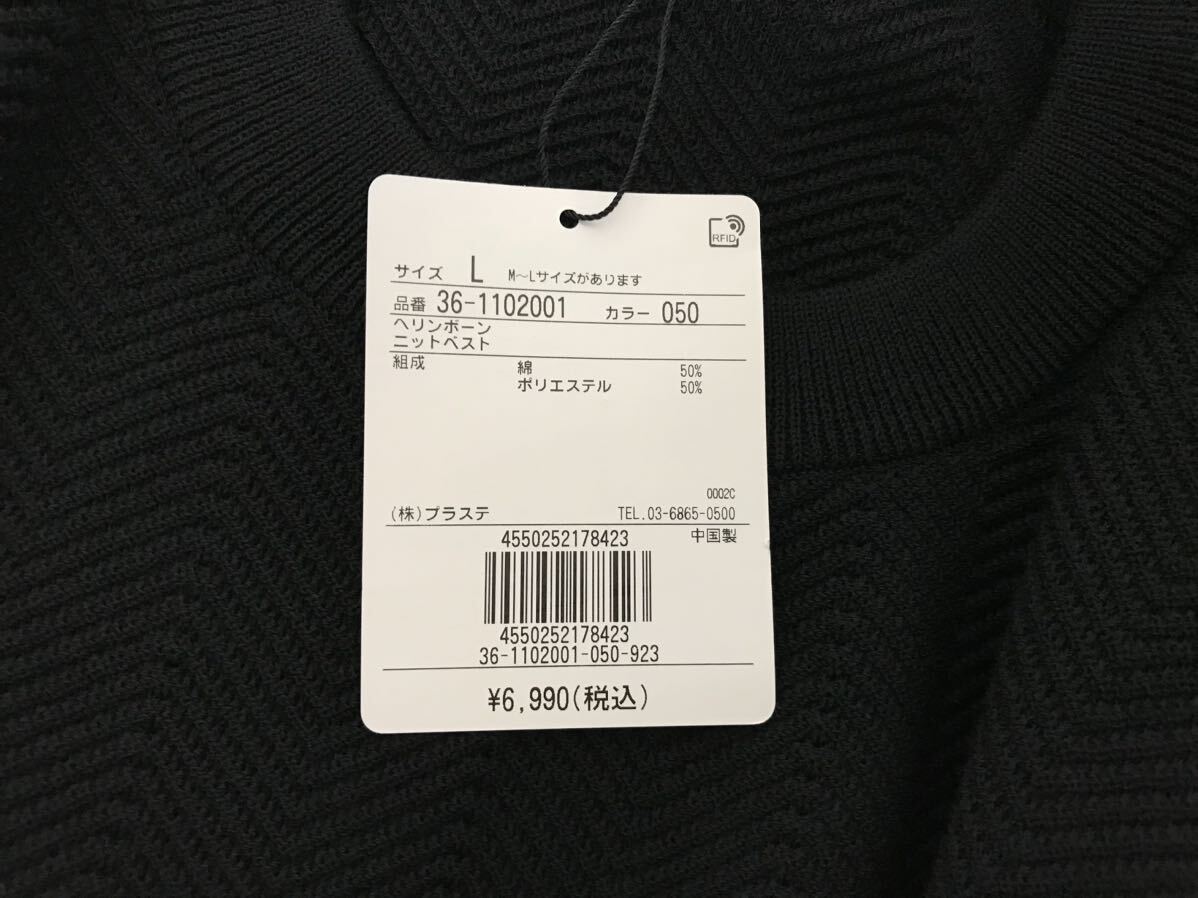 RFID
サイズ L M～Lサイズがあります
品番 36-1102001 カラー 050
ヘリンボーン
ニットベスト
組成 綿 50%
ポリエステル 50%
0002C
(株)プラステ TEL.03-6865-0500
4550252178423 中国製
4550252178423
36-1102001-050-923
¥6,990(税込)